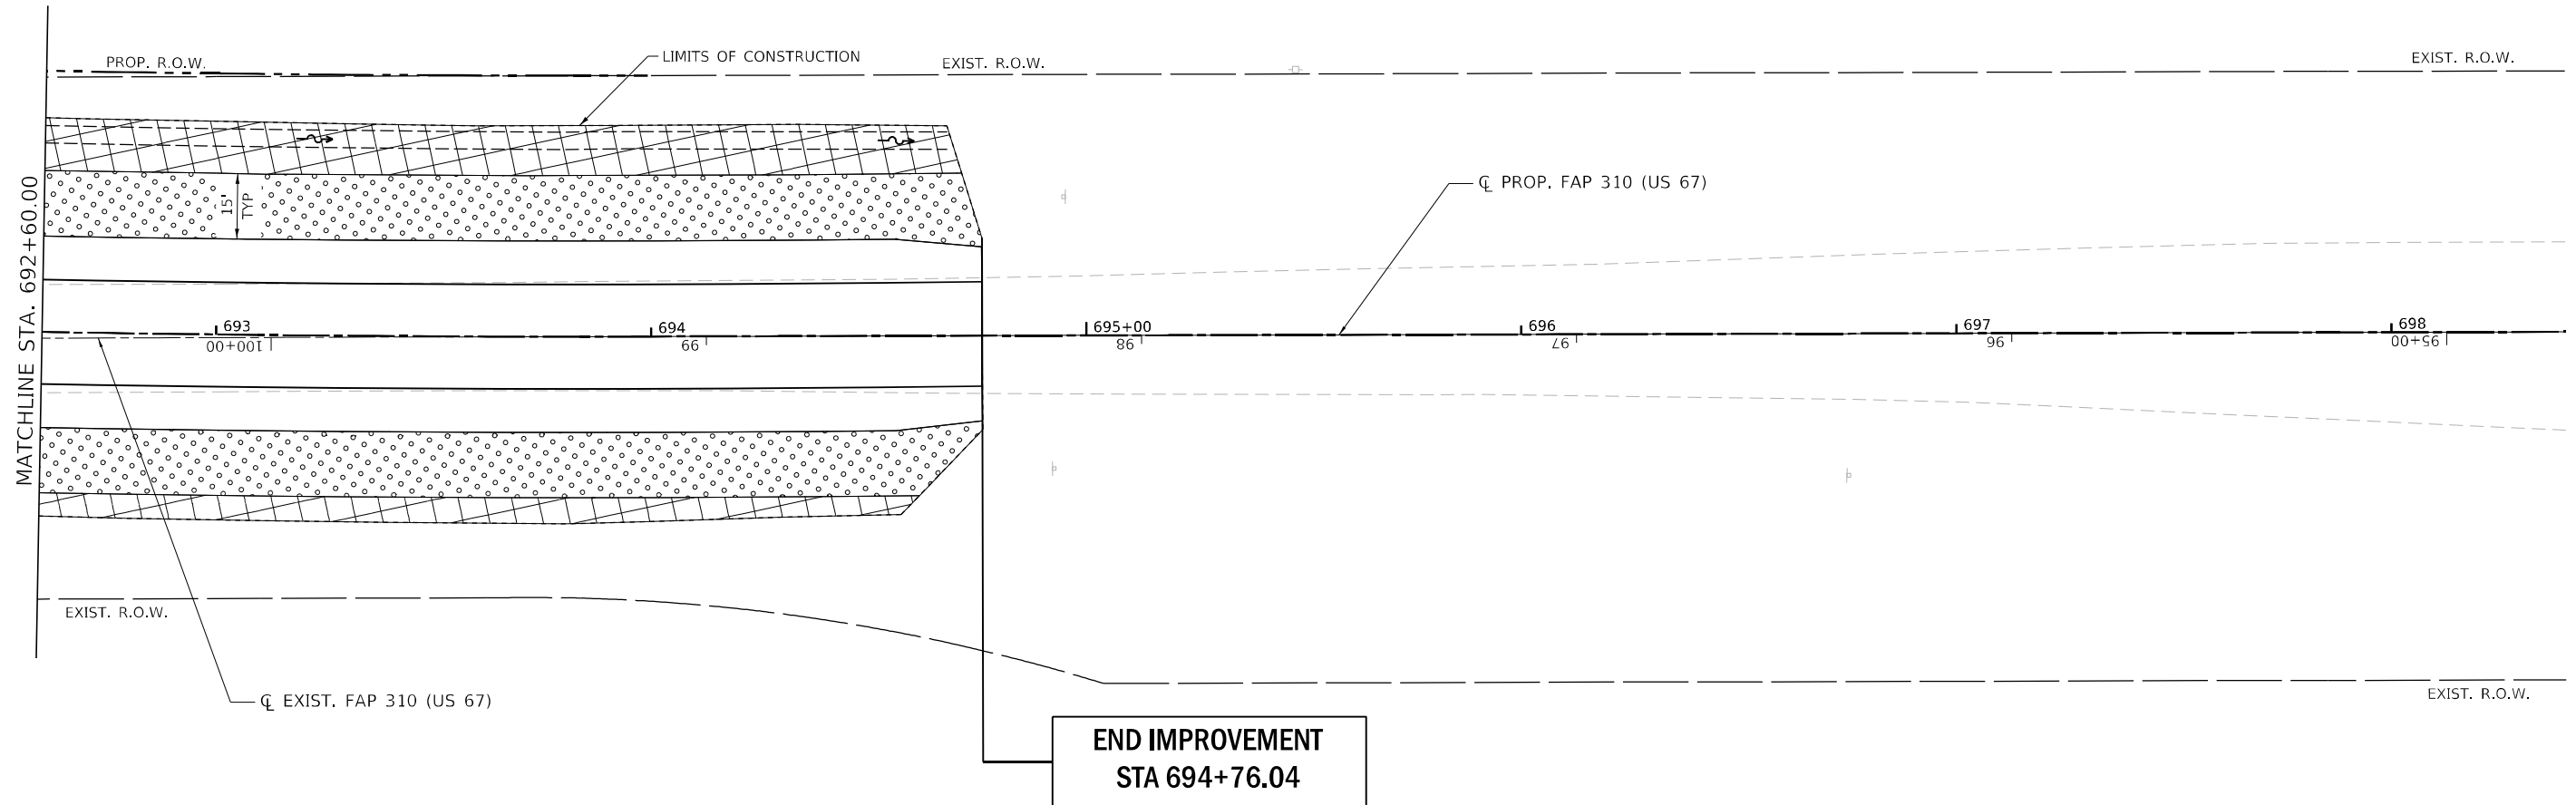 LIMITS OF CONSTRUCTION
PROP. R.O.W.
EXIST. R.O.W.
EXIST. R.O.W.
℄ PROP. FAP 310 (US 67)
MATCHLINE STA. 692+60.00
15'
TYP
693
694
695+00
696
697
698
100+00
99
98
97
96
95+00
EXIST. R.O.W.
EXIST. R.O.W.
℄ EXIST. FAP 310 (US 67)
END IMPROVEMENT
STA 694+76.04